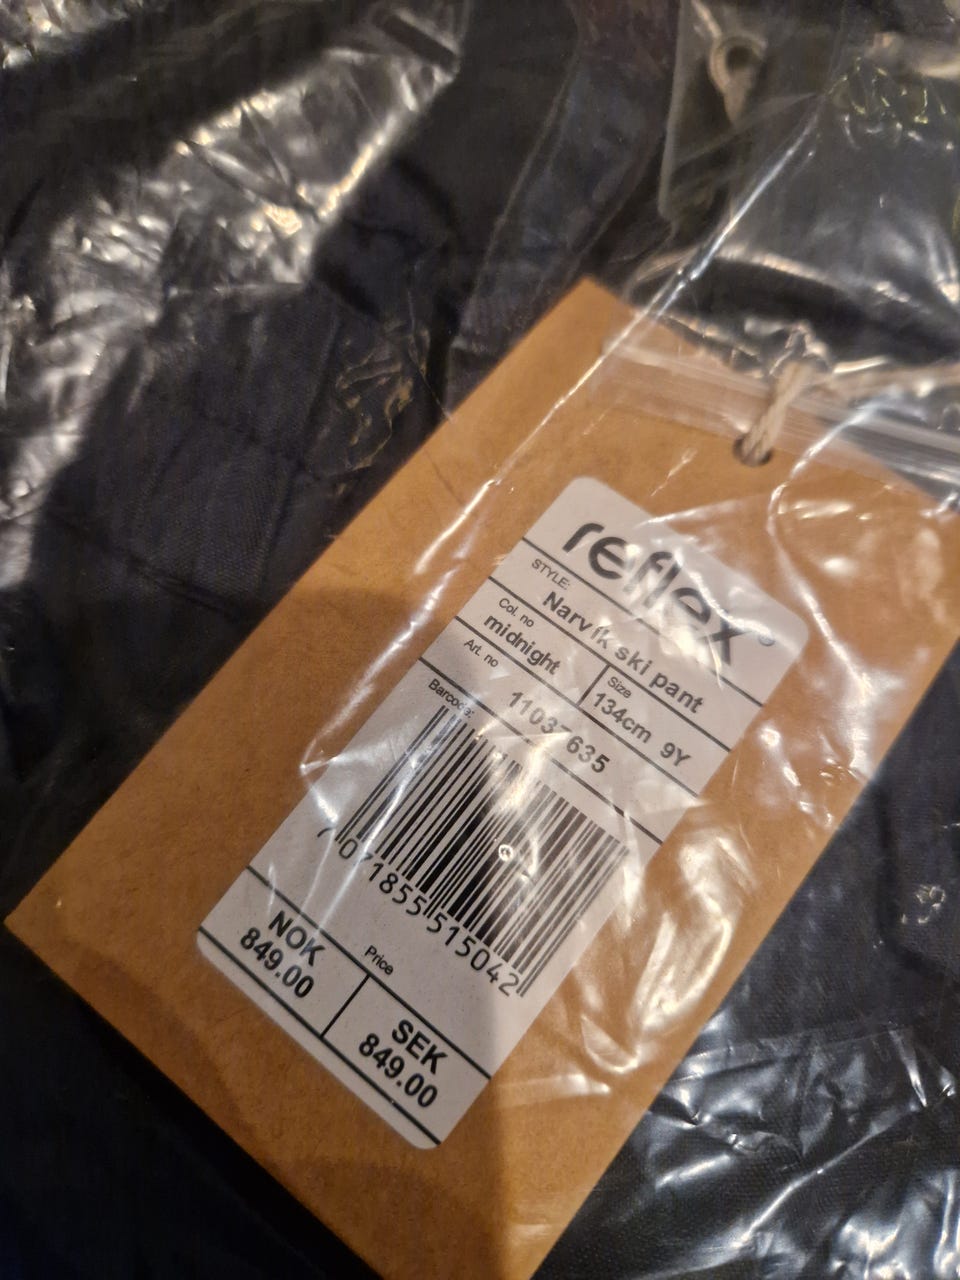 reflex®
STYLE:
Narvik ski pant
Col. no
midnight
Size
134cm 9Y
Art. no
Barcode:
7071855515042
Price
NOK
849.00
SEK
849.00